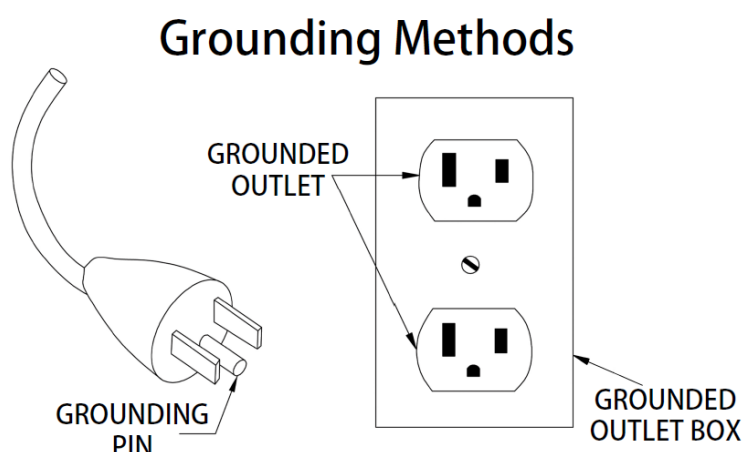 Grounding Methods
GROUNDED
OUTLET
GROUNDING
PIN
GROUNDED
OUTLET BOX